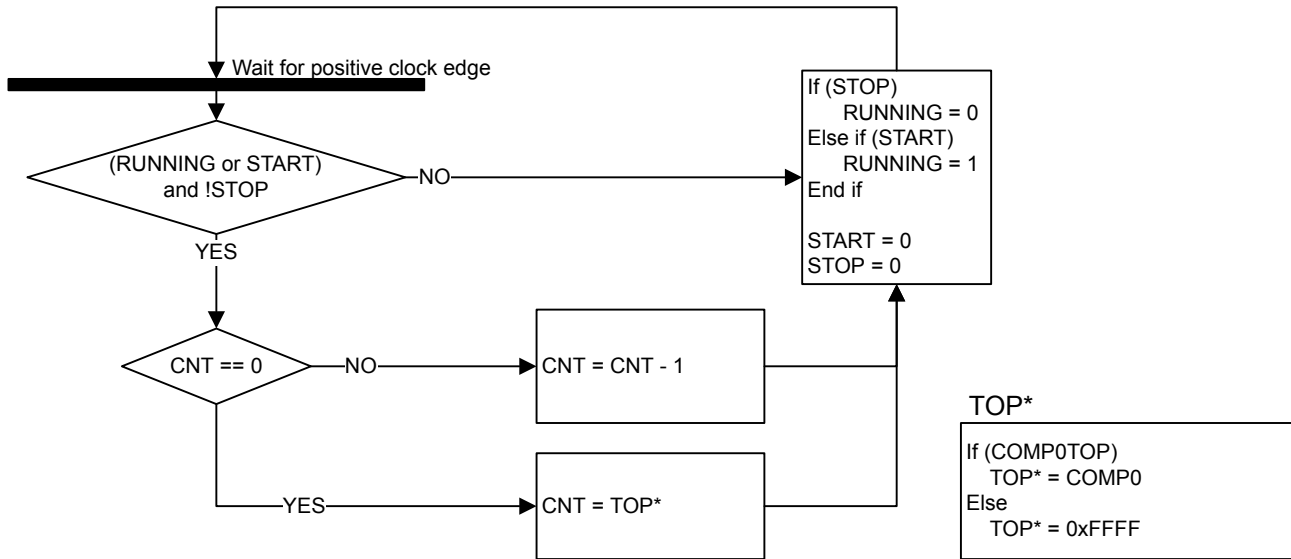 Wait for positive clock edge
(RUNNING or START)
and !STOP
NO
YES
If (STOP)
RUNNING = 0
Else if (START)
RUNNING = 1
End if
START = 0
STOP = 0
CNT == 0
NO
CNT = CNT - 1
YES
CNT = TOP*
TOP*
If (COMP0TOP)
TOP* = COMP0
Else
TOP* = 0xFFFF